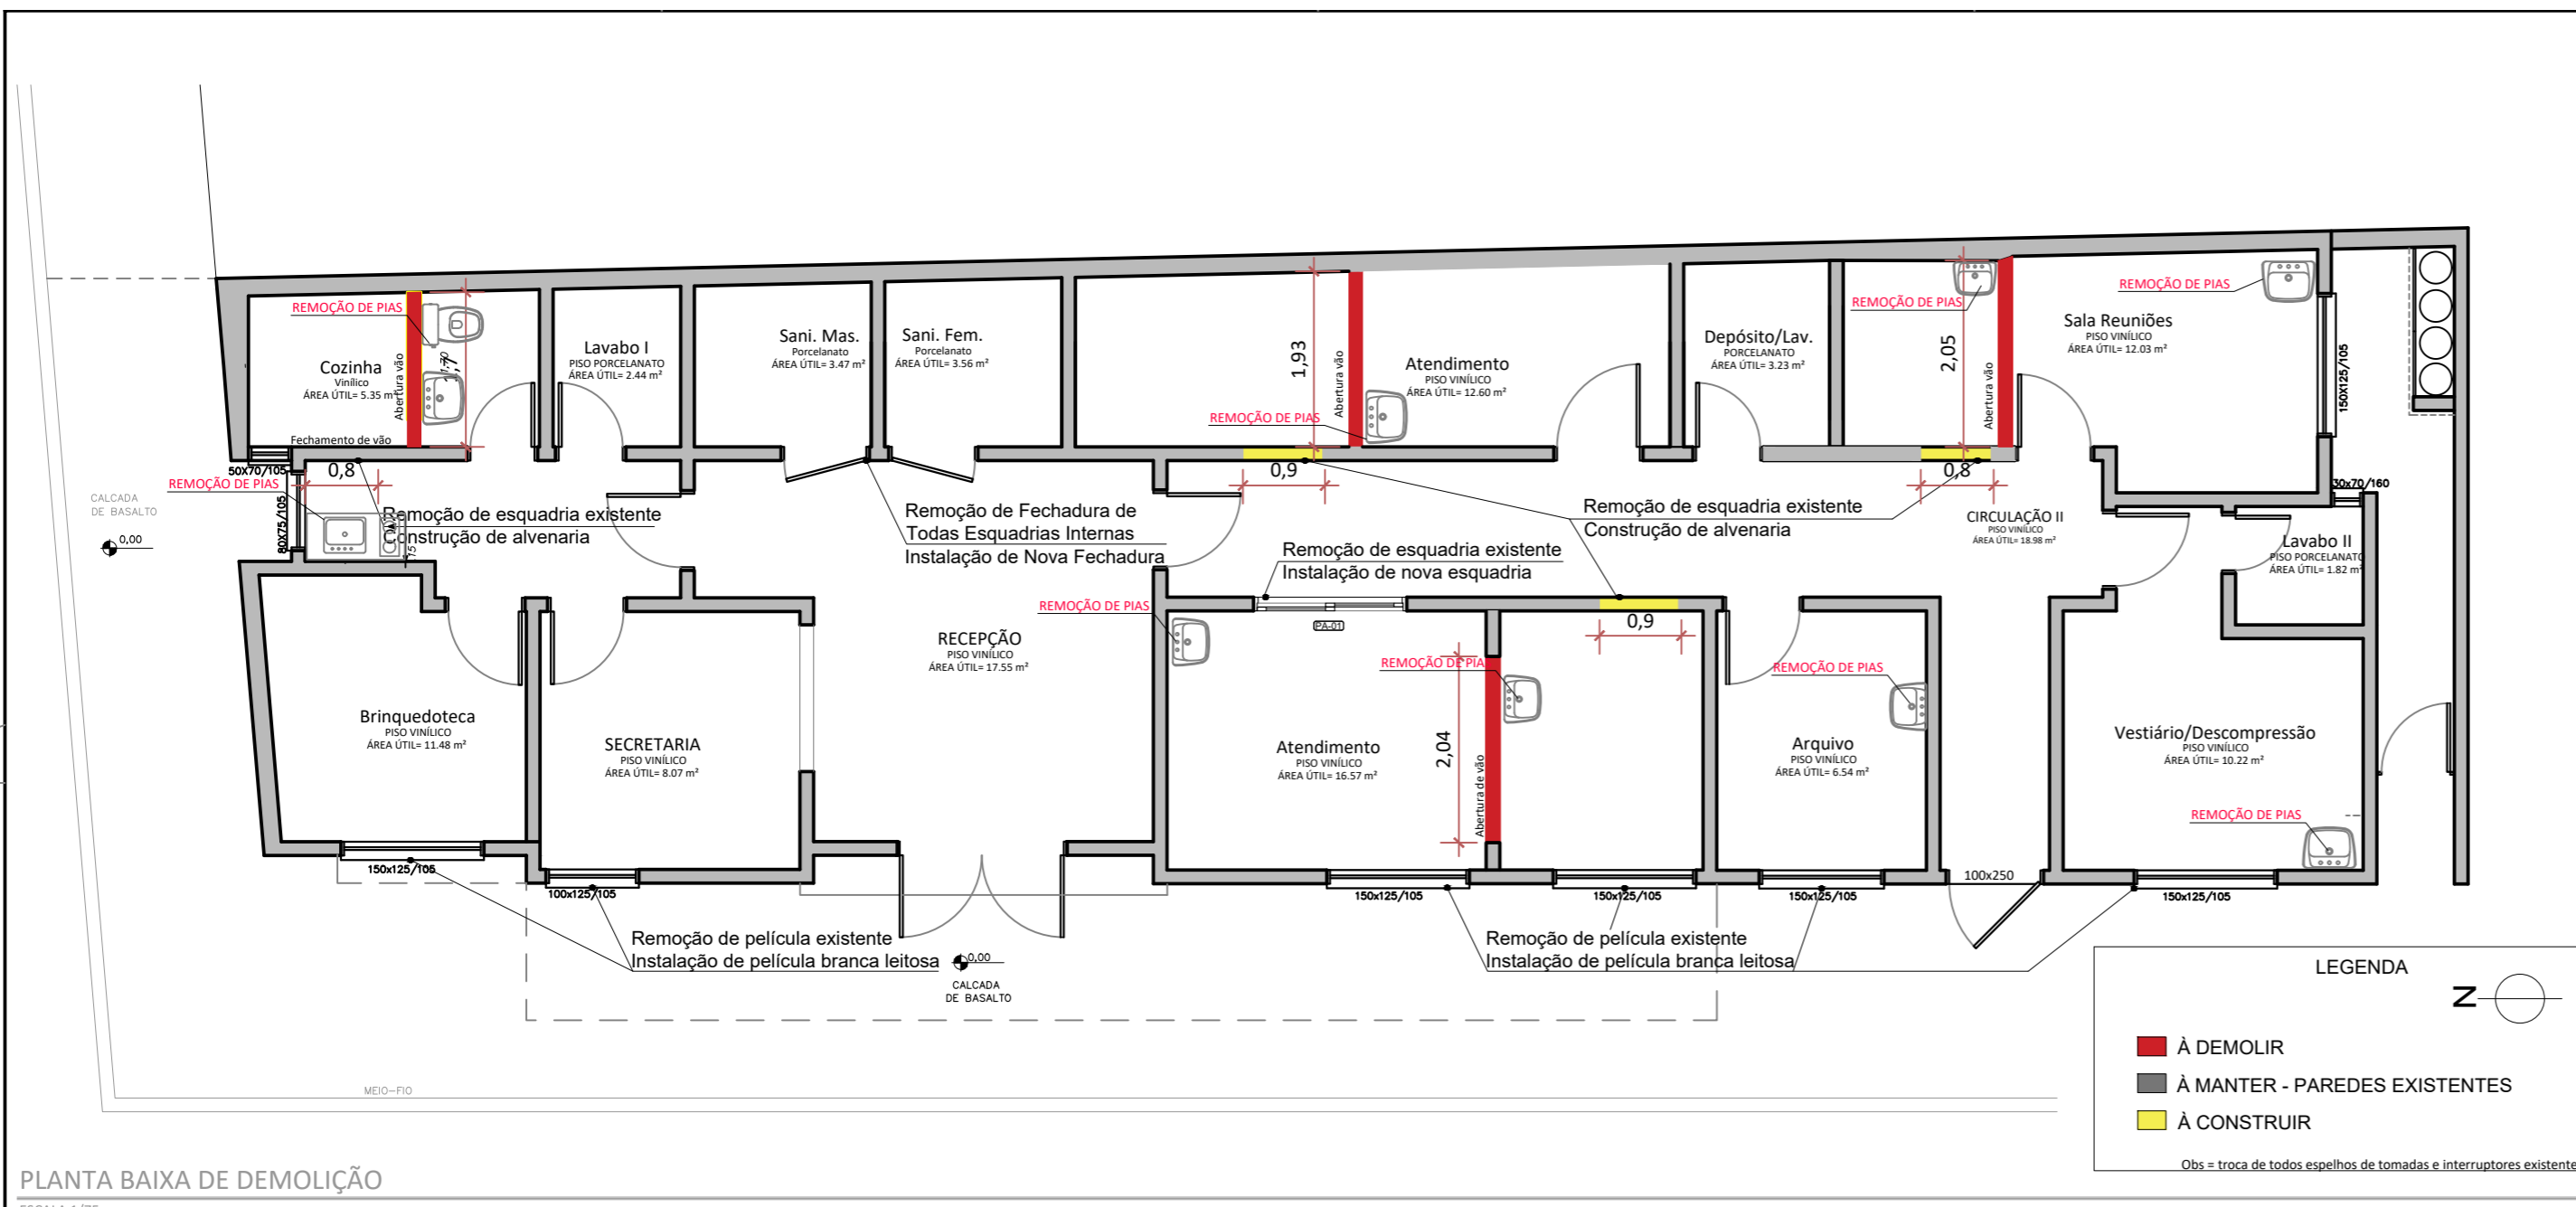 REMOÇÃO DE PIAS
Cozinha
Vinílico
ÁREA ÚTIL= 5.35 m²
Abertura vão
Fechamento de vão
Lavabo I
PISO PORCELANATO
ÁREA ÚTIL= 2.44 m²
Sani. Mas.
Porcelanato
ÁREA ÚTIL= 3.47 m²
Sani. Fem.
Porcelanato
ÁREA ÚTIL= 3.56 m²
1,93
Abertura vão
REMOÇÃO DE PIAS
Atendimento
PISO VINÍLICO
ÁREA ÚTIL= 12.60 m²
Depósito/Lav.
PORCELANATO
ÁREA ÚTIL= 3.23 m²
REMOÇÃO DE PIAS
2,05
Abertura vão
REMOÇÃO DE PIAS
Sala Reuniões
PISO VINÍLICO
ÁREA ÚTIL= 12.03 m²
150X125/105
50X70/105
REMOÇÃO DE PIAS
0,8
80X75/105
CALCADA
DE BASALTO
0,00
Remoção de esquadria existente
Construção de alvenaria
15
Remoção de Fechadura de
Todas Esquadrias Internas
Instalação de Nova Fechadura
0,9
Remoção de esquadria existente
Instalação de nova esquadria
Remoção de esquadria existente
Construção de alvenaria
0,8
CIRCULAÇÃO II
PISO VINÍLICO
ÁREA ÚTIL= 18.98 m²
30x70/160
Lavabo II
PISO PORCELANATO
ÁREA ÚTIL= 1.82 m²
Brinquedoteca
PISO VINÍLICO
ÁREA ÚTIL= 11.48 m²
SECRETARIA
PISO VINÍLICO
ÁREA ÚTIL= 8.07 m²
RECEPÇÃO
PISO VINÍLICO
ÁREA ÚTIL= 17.55 m²
REMOÇÃO DE PIAS
PA-01
Atendimento
PISO VINÍLICO
ÁREA ÚTIL= 16.57 m²
REMOÇÃO DE PIA
2,04
Abertura de vão
0,9
REMOÇÃO DE PIAS
Arquivo
PISO VINÍLICO
ÁREA ÚTIL= 6.54 m²
Vestiário/Descompressão
PISO VINÍLICO
ÁREA ÚTIL= 10.22 m²
REMOÇÃO DE PIAS
150x125/105
100x125/105
150x125/105
150x125/105
150x125/105
100x250
150x125/105
Remoção de película existente
Instalação de película branca leitosa
0,00
CALCADA
DE BASALTO
Remoção de película existente
Instalação de película branca leitosa
MEIO-FIO
LEGENDA
N
À DEMOLIR
À MANTER - PAREDES EXISTENTES
À CONSTRUIR
Obs = troca de todos espelhos de tomadas e interruptores existente
PLANTA BAIXA DE DEMOLIÇÃO